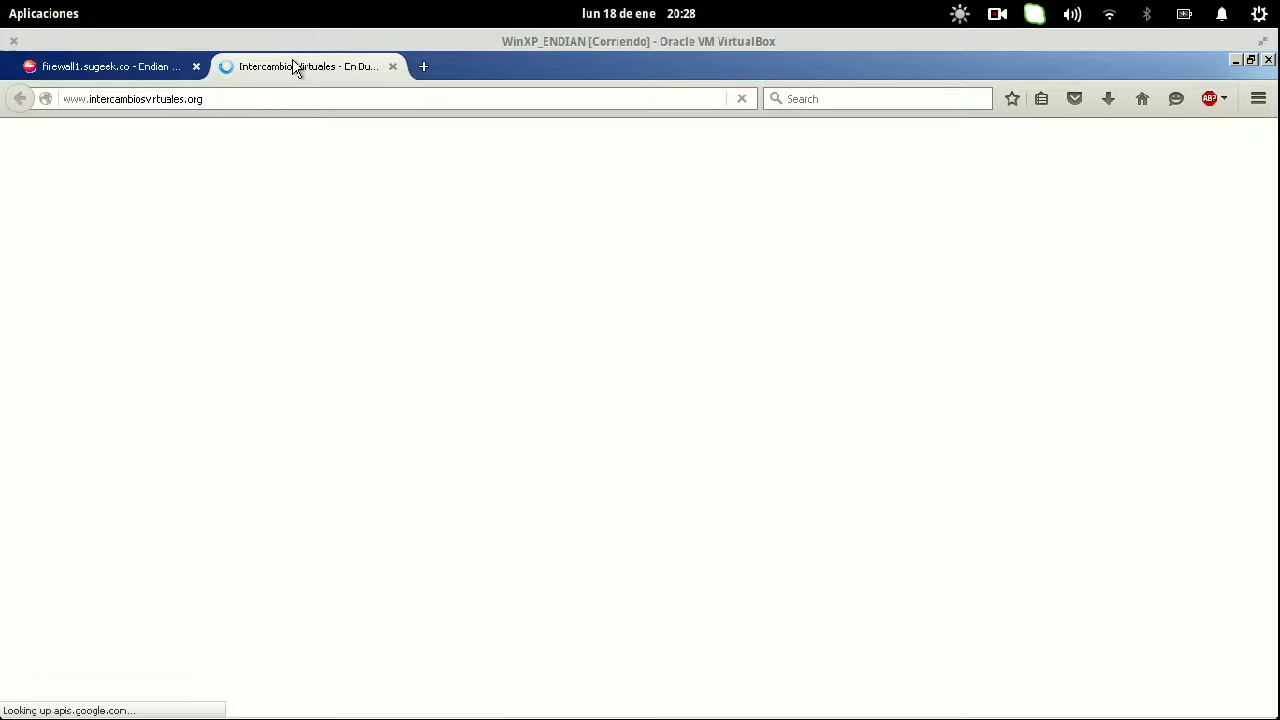 Aplicaciones
lun 18 de ene 20:28
WinXP_ENDIAN [Corriendo] - Oracle VM VirtualBox
firewall1.sugeek.co - Endian ...
Intercambios Virtuales - En Du...
www.intercambiosvirtuales.org
Search
ABP
Looking up apis.google.com...